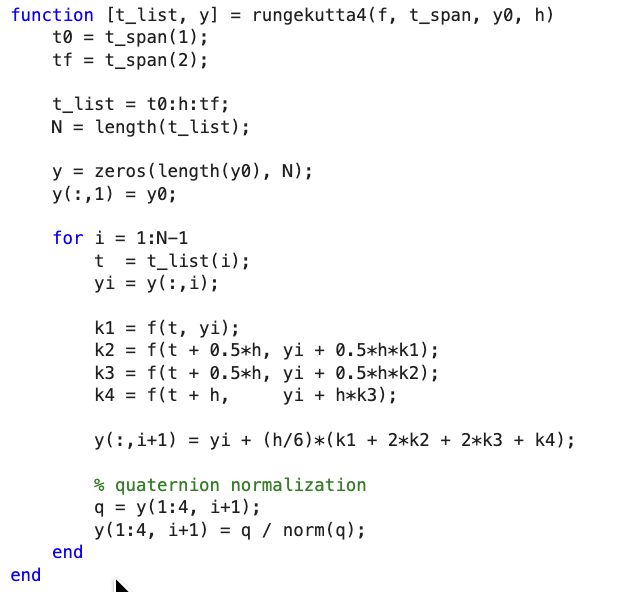 function [t_list, y] = rungekutta4(f, t_span, y0, h)
    t0 = t_span(1);
    tf = t_span(2);

    t_list = t0:h:tf;
    N = length(t_list);

    y = zeros(length(y0), N);
    y(:,1) = y0;

    for i = 1:N-1
        t  = t_list(i);
        yi = y(:,i);

        k1 = f(t, yi);
        k2 = f(t + 0.5*h, yi + 0.5*h*k1);
        k3 = f(t + 0.5*h, yi + 0.5*h*k2);
        k4 = f(t + h,     yi + h*k3);

        y(:,i+1) = yi + (h/6)*(k1 + 2*k2 + 2*k3 + k4);

        % quaternion normalization
        q = y(1:4, i+1);
        y(1:4, i+1) = q / norm(q);
    end
end